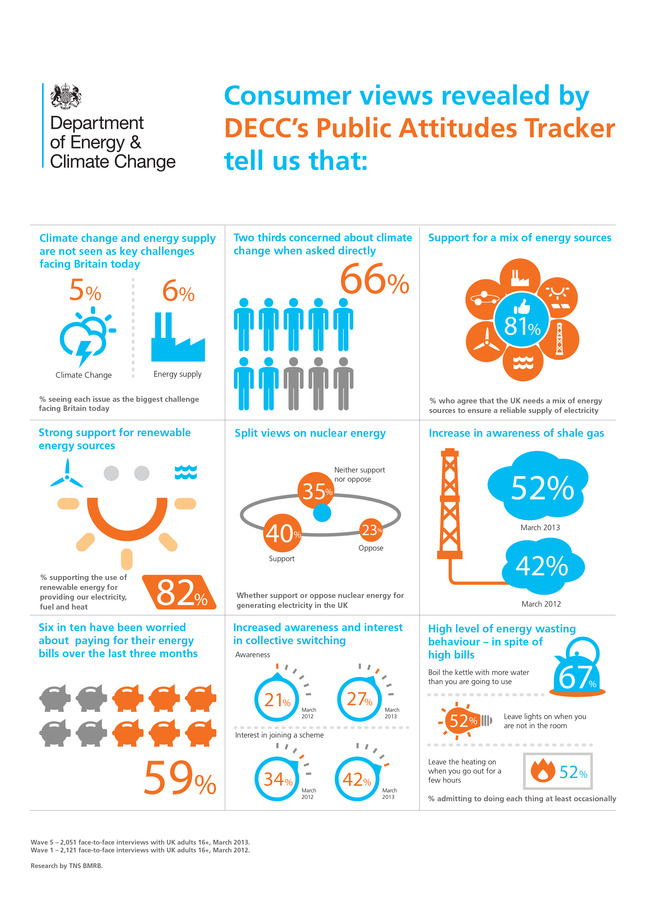 Department
of Energy &
Climate Change
Consumer views revealed by
DECC's Public Attitudes Tracker
tell us that:
Climate change and energy supply
are not seen as key challenges
facing Britain today
5%
6%
Climate Change
Energy supply
% seeing each issue as the biggest challenge
facing Britain today
Two thirds concerned about climate
change when asked directly
66%
Support for a mix of energy sources
81%
% who agree that the UK needs a mix of energy
sources to ensure a reliable supply of electricity
Strong support for renewable
energy sources
% supporting the use of
renewable energy for
providing our electricity,
fuel and heat
82%
Split views on nuclear energy
Neither support
nor oppose
35%
40%
Support
23%
Oppose
Whether support or oppose nuclear energy for
generating electricity in the UK
Increase in awareness of shale gas
52%
March 2013
42%
March 2012
Six in ten have been worried
about paying for their energy
bills over the last three months
59%
Increased awareness and interest
in collective switching
Awareness
21%
March
2012
27%
March
2013
Interest in joining a scheme
34%
March
2012
42%
March
2013
High level of energy wasting
behaviour – in spite of
high bills
Boil the kettle with more water
than you are going to use
67%
52%
Leave lights on when you
are not in the room
Leave the heating on
when you go out for a
few hours
52%
% admitting to doing each thing at least occasionally
Wave 5 – 2,051 face-to-face interviews with UK adults 16+, March 2013.
Wave 1 – 2,121 face-to-face interviews with UK adults 16+, March 2012.
Research by TNS BMRB.